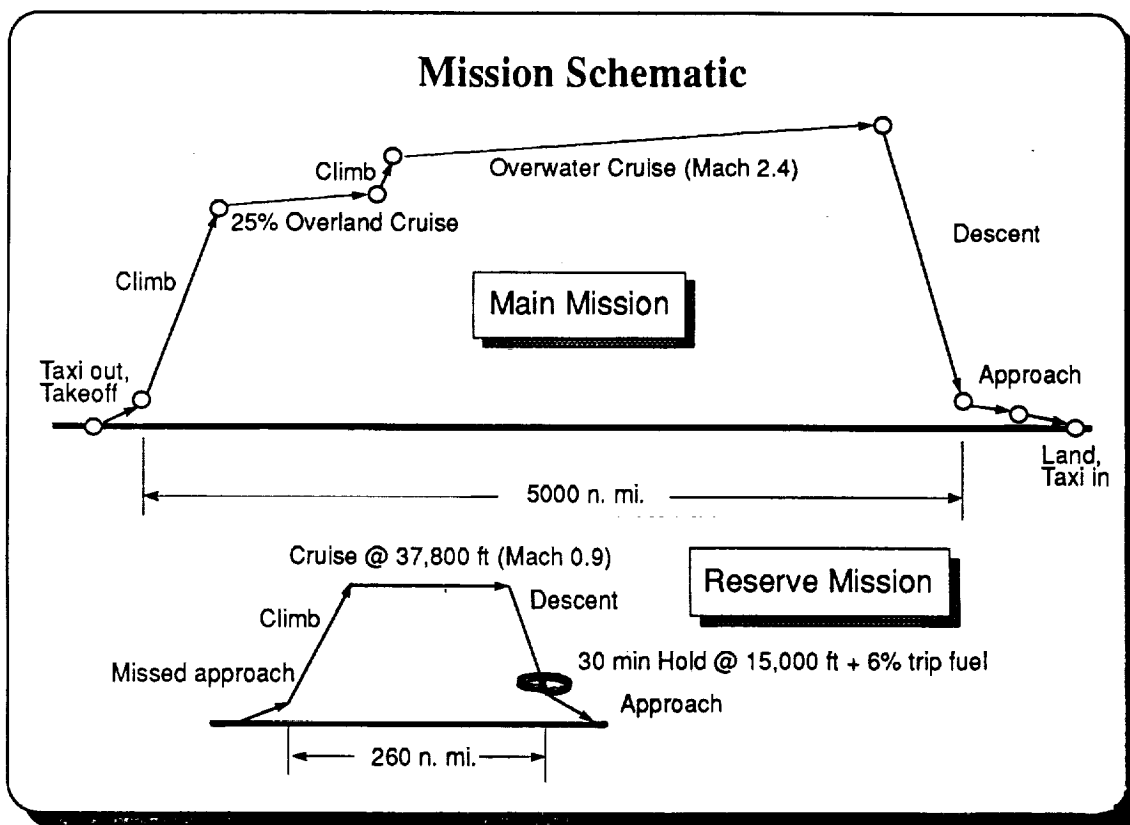 Mission Schematic
Climb
Overwater Cruise (Mach 2.4)
25% Overland Cruise
Descent
Climb
Main Mission
Taxi out,
Takeoff
Approach
Land,
Taxi in
5000 n. mi.
Cruise @ 37,800 ft (Mach 0.9)
Reserve Mission
Descent
Climb
30 min Hold @ 15,000 ft + 6% trip fuel
Missed approach
Approach
260 n. mi.